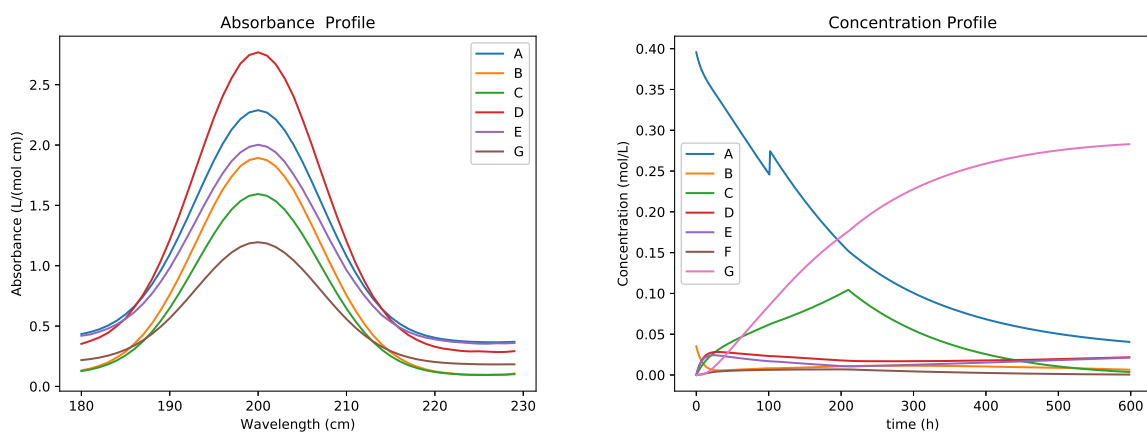 Absorbance  Profile
Absorbance (L/(mol cm))
2.5
2.0
1.5
1.0
0.5
0.0
A
B
C
D
E
G
180
190
200
210
220
230
Wavelength (cm)
Concentration Profile
Concentration (mol/L)
0.40
0.35
0.30
0.25
0.20
0.15
0.10
0.05
0.00
A
B
C
D
E
F
G
0
100
200
300
400
500
600
time (h)